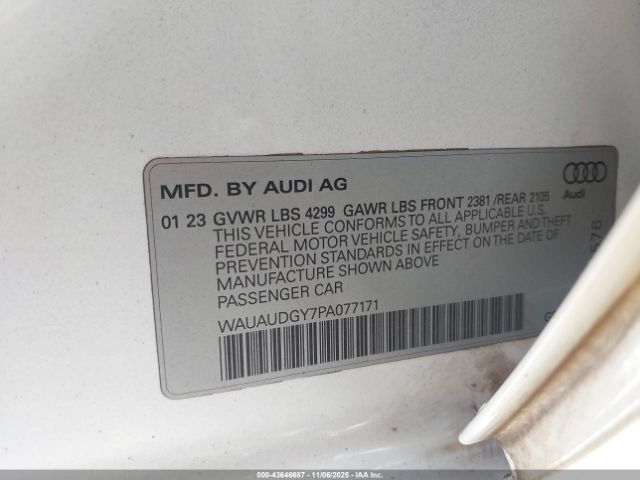 MFD. BY AUDI AG
01 23 GVWR LBS 4299 GAWR LBS FRONT 2381 /REAR 2105
THIS VEHICLE CONFORMS TO ALL APPLICABLE U.S.
FEDERAL MOTOR VEHICLE SAFETY, BUMPER AND THEFT
PREVENTION STANDARDS IN EFFECT ON THE DATE OF
MANUFACTURE SHOWN ABOVE
PASSENGER CAR
WAUAUDGY7PA077171
Audi
000-43646687 - 11/06/2025 - IAAI.COM